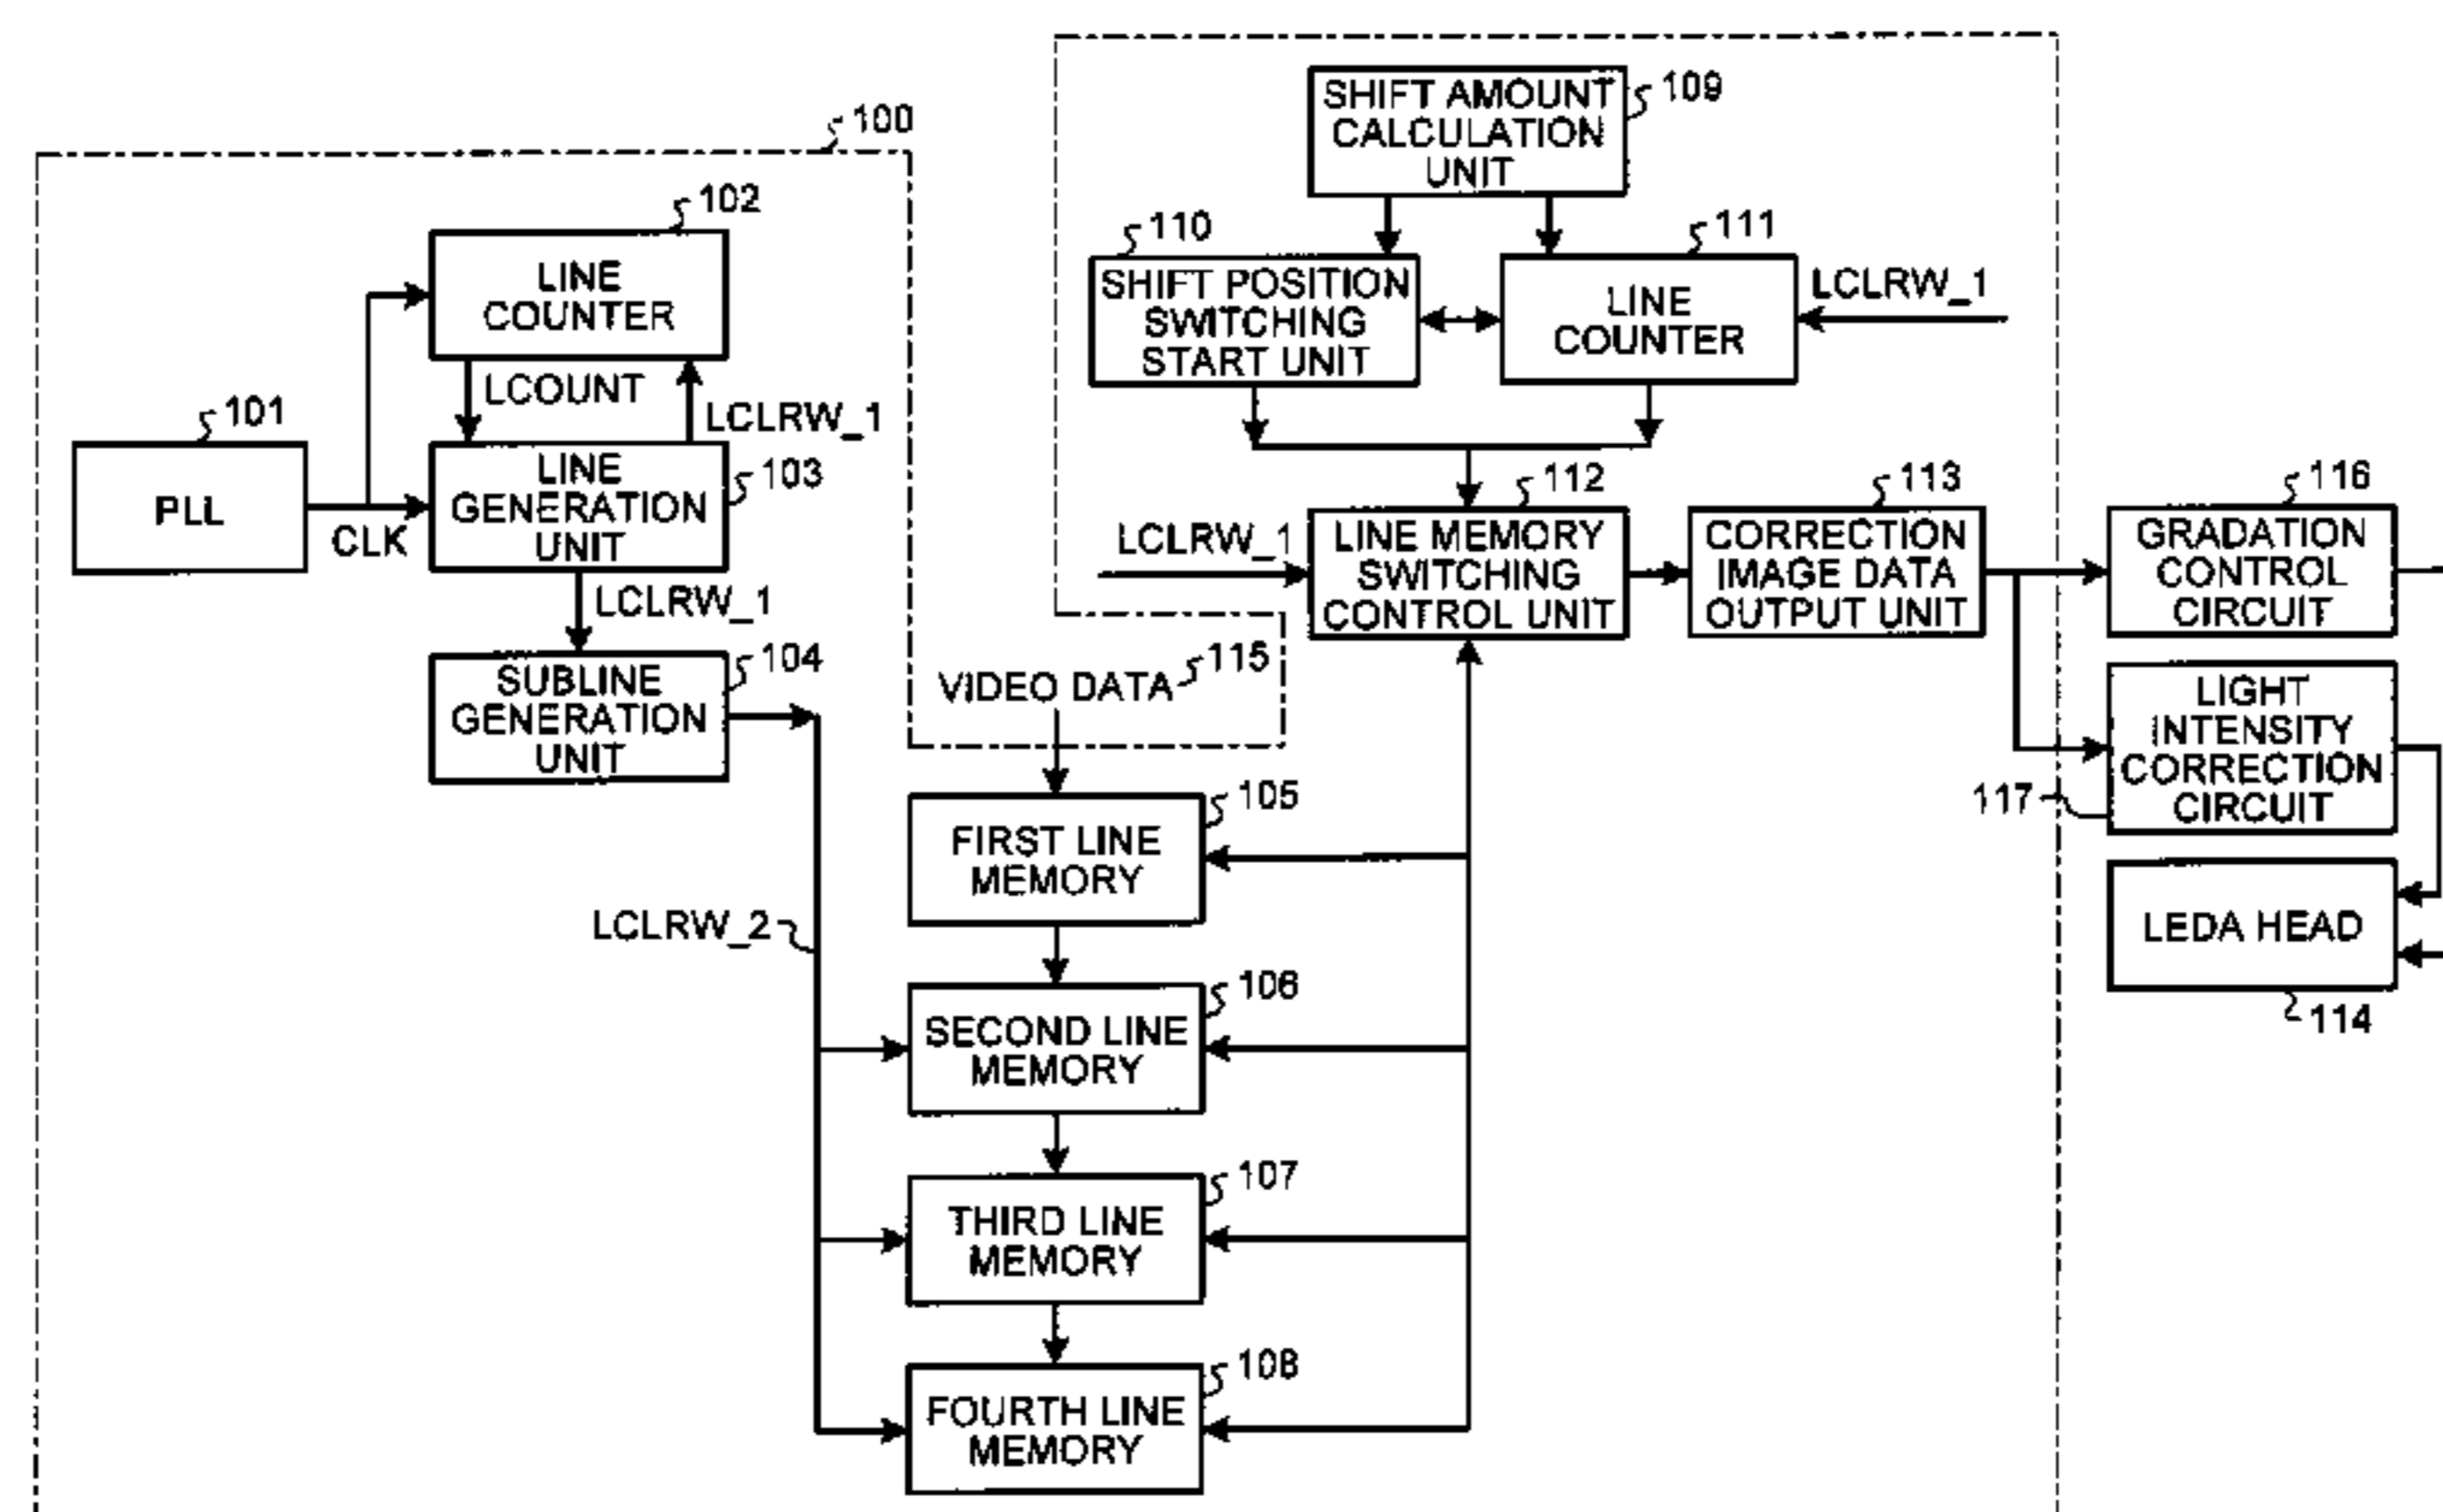 100
109
SHIFT AMOUNT
CALCULATION
UNIT
102
LINE
COUNTER
110
SHIFT POSITION
SWITCHING
START UNIT
111
LINE
COUNTER
LCLRW_1
LCOUNT
LCLRW_1
101
PLL
CLK
103
LINE
GENERATION
UNIT
LCLRW_1
104
SUBLINE
GENERATION
UNIT
LCLRW_1
112
LINE MEMORY
SWITCHING
CONTROL UNIT
113
CORRECTION
IMAGE DATA
OUTPUT UNIT
116
GRADATION
CONTROL
CIRCUIT
VIDEO DATA
115
LIGHT
INTENSITY
CORRECTION
CIRCUIT
117
105
FIRST LINE
MEMORY
LEDA HEAD
114
LCLRW_2
106
SECOND LINE
MEMORY
107
THIRD LINE
MEMORY
108
FOURTH LINE
MEMORY